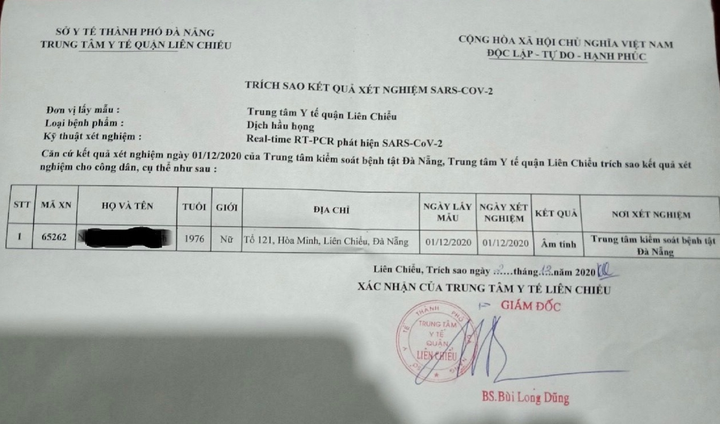 SỞ Y TẾ THÀNH PHỐ ĐÀ NẴNG
TRUNG TÂM Y TẾ QUẬN LIÊN CHIỂU
CỘNG HÒA XÃ HỘI CHỦ NGHĨA VIỆT NAM
ĐỘC LẬP - TỰ DO - HẠNH PHÚC
TRÍCH SAO KẾT QUẢ XÉT NGHIỆM SARS-COV-2
Đơn vị lấy mẫu : Trung tâm Y tế quận Liên Chiểu
Loại bệnh phẩm : Dịch hầu họng
Kỹ thuật xét nghiệm : Real-time RT-PCR phát hiện SARS-CoV-2
Căn cứ kết quả xét nghiệm ngày 01/12/2020 của Trung tâm kiểm soát bệnh tật Đà Nẵng, Trung tâm Y tế quận Liên Chiểu trích sao kết quả xét
nghiệm cho công dân, cụ thể như sau :
STT MÃ XN HỌ VÀ TÊN TUỔI GIỚI ĐỊA CHỈ NGÀY LẤY MẪU NGÀY XÉT NGHIỆM KẾT QUẢ NƠI XÉT NGHIỆM
1 65262 1976 Nữ Tổ 121, Hòa Minh, Liên Chiểu, Đà Nẵng 01/12/2020 01/12/2020 Âm tính Trung tâm kiểm soát bệnh tật Đà Nẵng
Liên Chiểu, Trích sao ngày tháng 12 năm 2020
XÁC NHẬN CỦA TRUNG TÂM Y TẾ LIÊN CHIỂU
GIÁM ĐỐC
TRUNG TÂM
Y TẾ
QUẬN
LIÊN CHIỂU
BS.Bùi Long Dũng